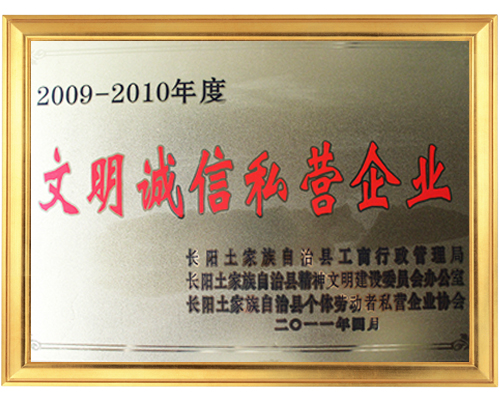 2009-2010年度
文明诚信私营企业
长阳土家族自治县工商行政管理局
长阳土家族自治县精神文明建设委员会办公室
长阳土家族自治县个体劳动者私营企业协会
二〇一一年四月